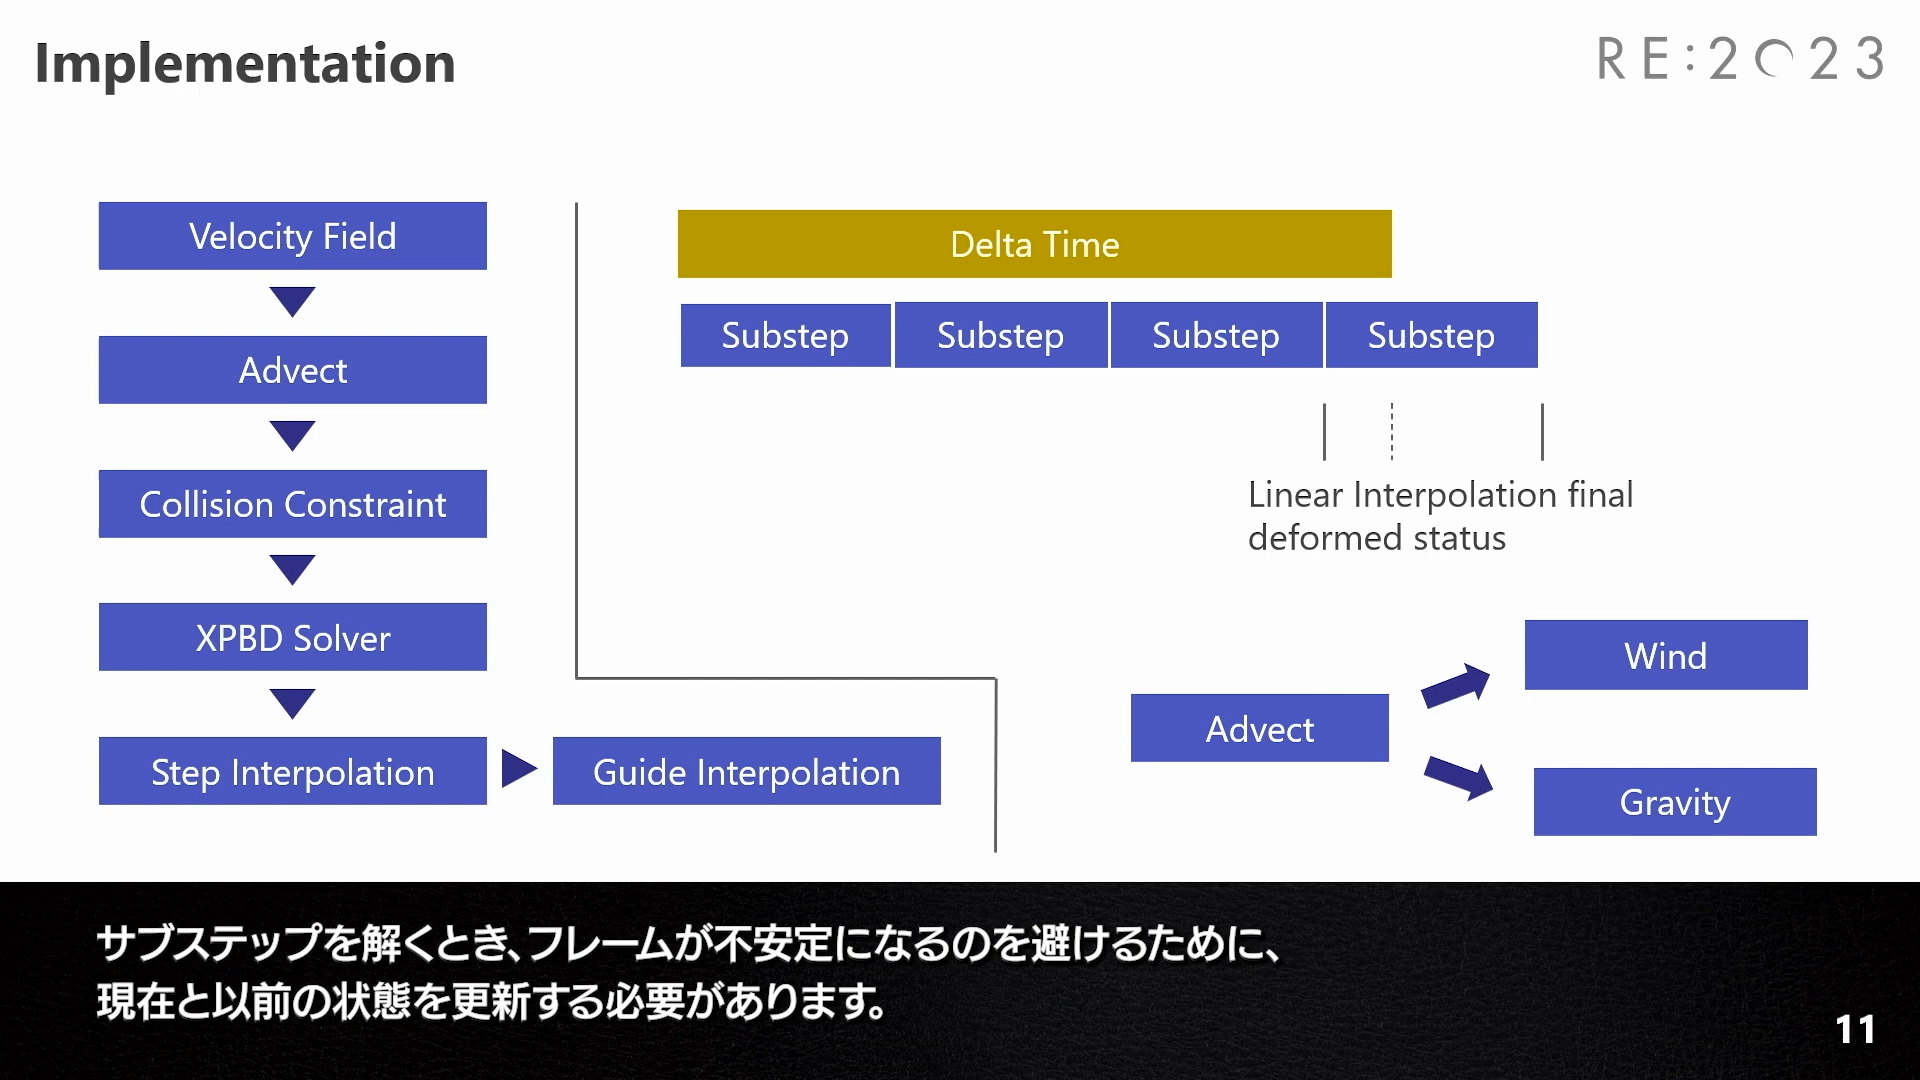 Implementation
RE:2023
Velocity Field
Advect
Collision Constraint
XPBD Solver
Step Interpolation
Guide Interpolation
Delta Time
Substep
Substep
Substep
Substep
Linear Interpolation final
deformed status
Advect
Wind
Gravity
サブステップを解くとき、フレームが不安定になるのを避けるために、
現在と以前の状態を更新する必要があります。
11